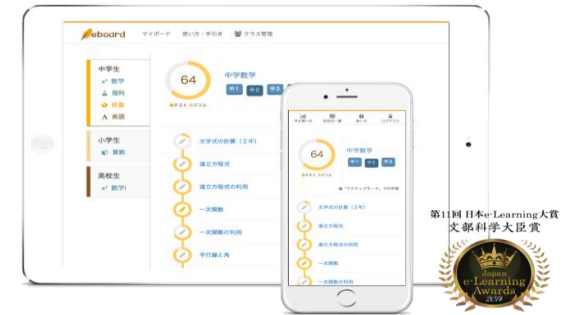 eboard
マイボード 使い方・手引き クラス管理
中学生
x² 数学
理科
社会
A 英語
小学生
算数
高校生
x² 数学I
64
中学数学
中1 中2 中3
文字式の計算(2年)
連立方程式
連立方程式の利用
一次関数
一次関数の利用
平行線と角
64
中学数学
中1 中2 中3
文字式の計算(2年)
連立方程式
連立方程式の利用
一次関数
一次関数の利用
第11回 日本e-Learning大賞
文部科学大臣賞
Japan
e-Learning
Awards